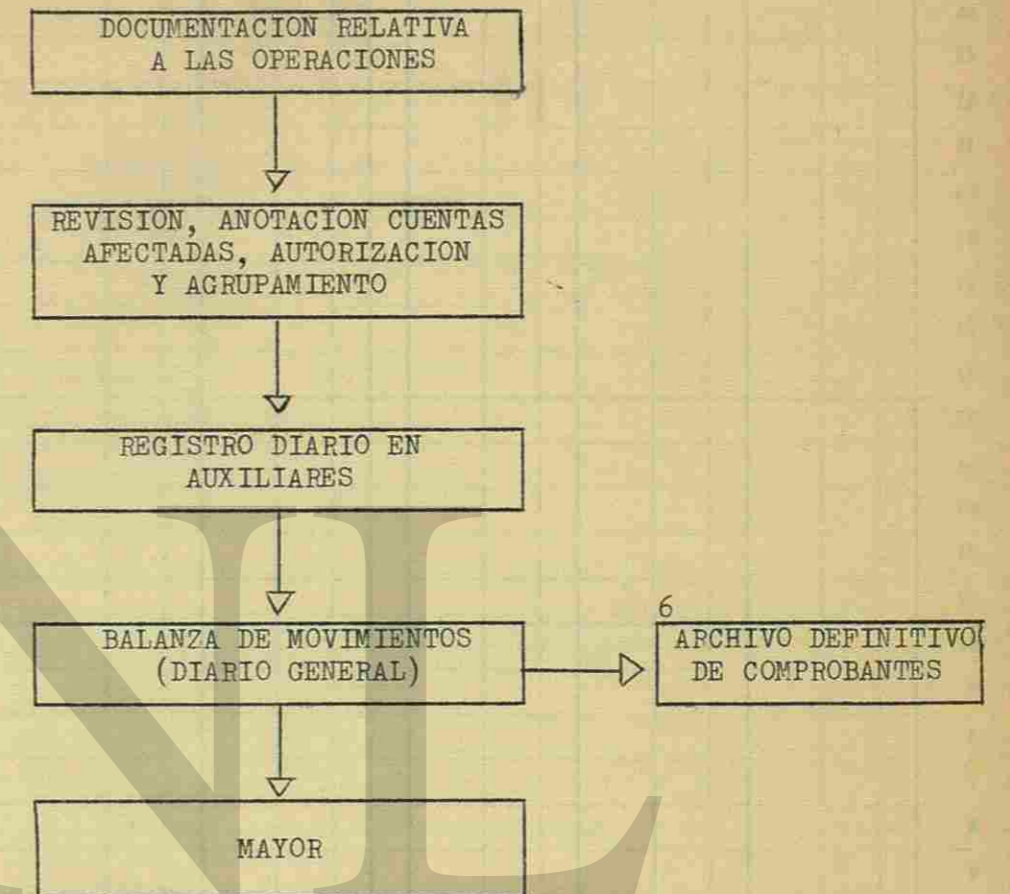 DOCUMENTACION RELATIVA
A LAS OPERACIONES
REVISION, ANOTACION CUENTAS
AFECTADAS, AUTORIZACION
Y AGRUPAMIENTO
REGISTRO DIARIO EN
AUXILIARES
BALANZA DE MOVIMIENTOS
(DIARIO GENERAL)
6
ARCHIVO DEFINITIVO
DE COMPROBANTES
MAYOR
NL